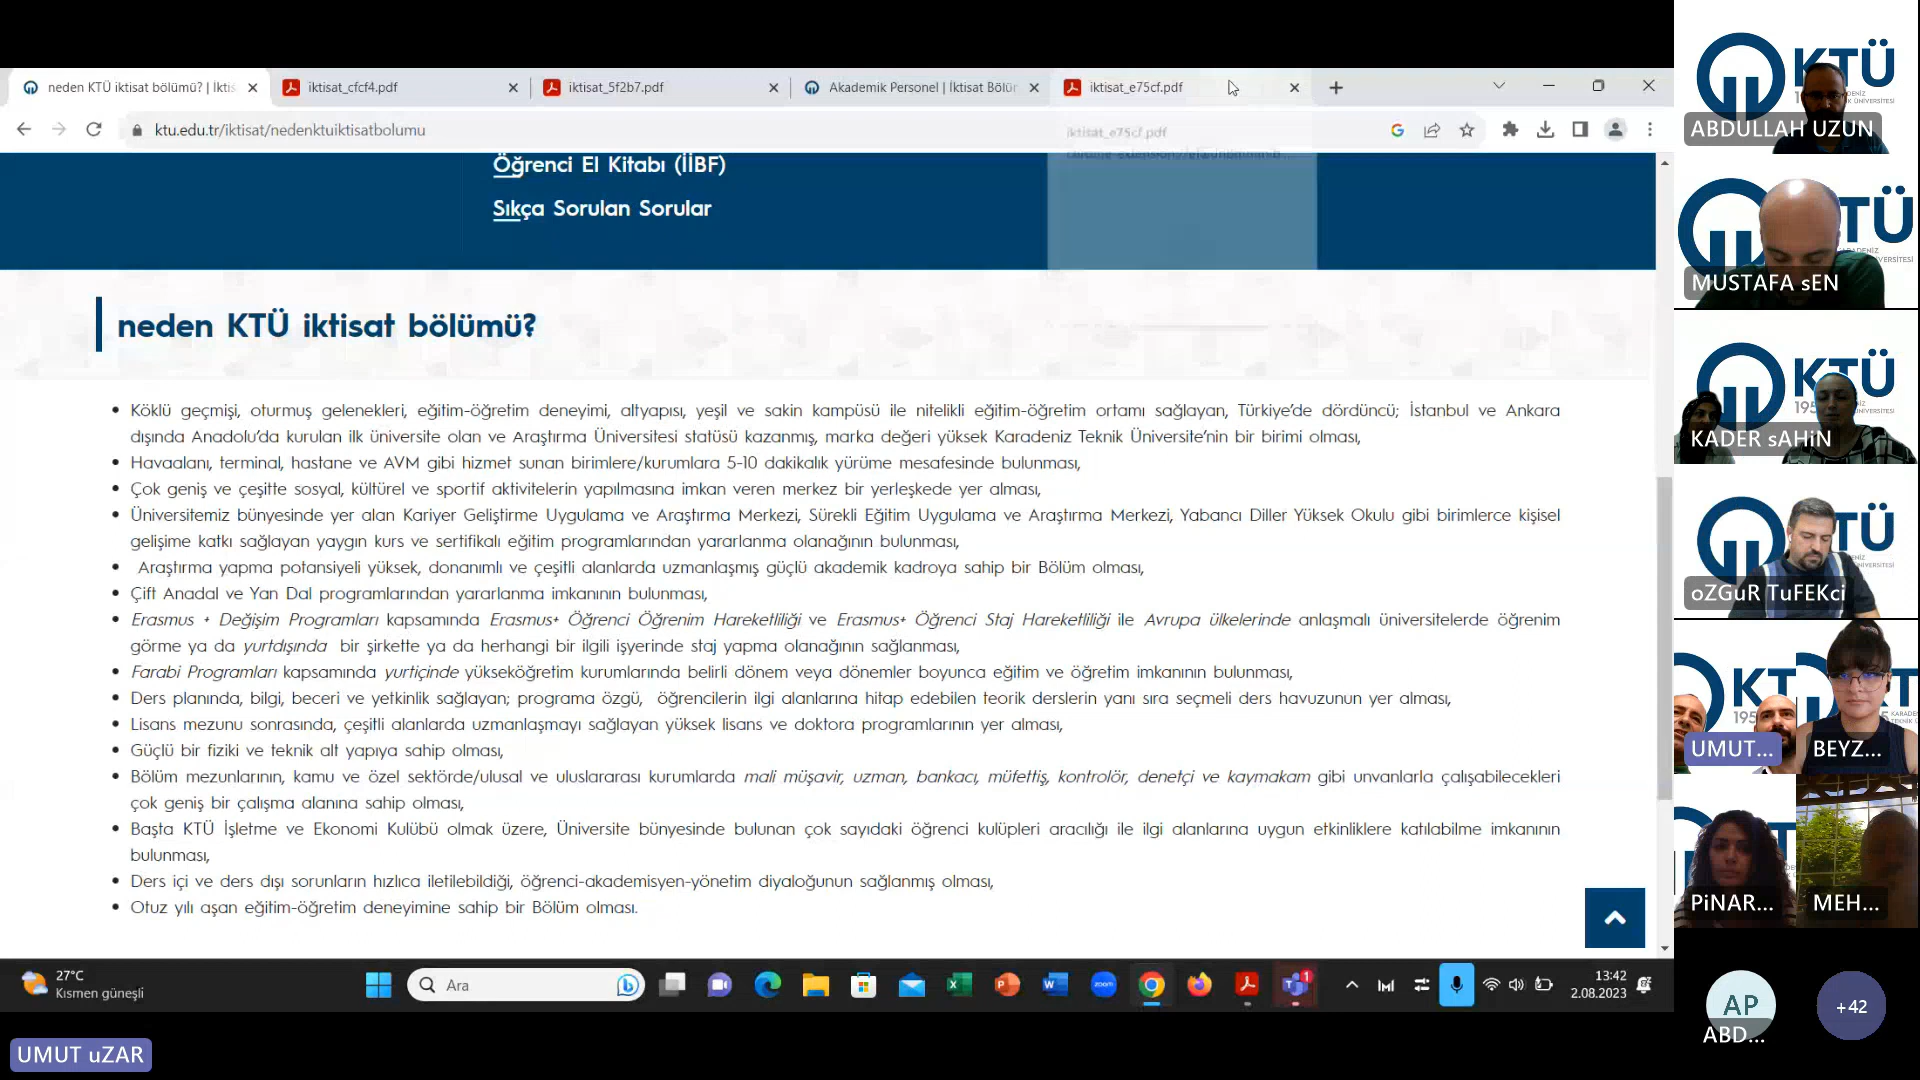 neden KTÜ iktisat bölümü? | İktis
iktisat_cfcf4.pdf
iktisat_5f2b7.pdf
Akademik Personel | İktisat Bölür
iktisat_e75cf.pdf
ktu.edu.tr/iktisat/nedenktuiktisatbolumu
iktisat_e75cf.pdf
Öğrenci El Kitabı (İİBF)
Sıkça Sorulan Sorular
neden KTÜ iktisat bölümü?
• Köklü geçmişi, oturmuş gelenekleri, eğitim-öğretim deneyimi, altyapısı, yeşil ve sakin kampüsü ile nitelikli eğitim-öğretim ortamı sağlayan, Türkiye’de dördüncü; İstanbul ve Ankara
dışında Anadolu’da kurulan ilk üniversite olan ve Araştırma Üniversitesi statüsü kazanmış, marka değeri yüksek Karadeniz Teknik Üniversite’nin bir birimi olması,
• Havaalanı, terminal, hastane ve AVM gibi hizmet sunan birimlere/kurumlara 5-10 dakikalık yürüme mesafesinde bulunması,
• Çok geniş ve çeşitte sosyal, kültürel ve sportif aktivitelerin yapılmasına imkan veren merkez bir yerleşkede yer alması,
• Üniversitemiz bünyesinde yer alan Kariyer Geliştirme Uygulama ve Araştırma Merkezi, Sürekli Eğitim Uygulama ve Araştırma Merkezi, Yabancı Diller Yüksek Okulu gibi birimlerce kişisel
gelişime katkı sağlayan yaygın kurs ve sertifikalı eğitim programlarından yararlanma olanağının bulunması,
• Araştırma yapma potansiyeli yüksek, donanımlı ve çeşitli alanlarda uzmanlaşmış güçlü akademik kadroya sahip bir Bölüm olması,
• Çift Anadal ve Yan Dal programlarından yararlanma imkanının bulunması,
• Erasmus + Değişim Programları kapsamında Erasmus+ Öğrenci Öğrenim Hareketliliği ve Erasmus+ Öğrenci Staj Hareketliliği ile Avrupa ülkelerinde anlaşmalı üniversitelerde öğrenim
görme ya da yurtdışında bir şirkette ya da herhangi bir ilgili işyerinde staj yapma olanağının sağlanması,
• Farabi Programları kapsamında yurtiçinde yükseköğretim kurumlarında belirli dönem veya dönemler boyunca eğitim ve öğretim imkanının bulunması,
• Ders planında, bilgi, beceri ve yetkinlik sağlayan; programa özgü, öğrencilerin ilgi alanlarına hitap edebilen teorik derslerin yanı sıra seçmeli ders havuzunun yer alması,
• Lisans mezunu sonrasında, çeşitli alanlarda uzmanlaşmayı sağlayan yüksek lisans ve doktora programlarının yer alması,
• Güçlü bir fiziki ve teknik alt yapıya sahip olması,
• Bölüm mezunlarının, kamu ve özel sektörde/ulusal ve uluslararası kurumlarda mali müşavir, uzman, bankacı, müfettiş, kontrolör, denetçi ve kaymakam gibi unvanlarla çalışabilecekleri
çok geniş bir çalışma alanına sahip olması,
• Başta KTÜ İşletme ve Ekonomi Kulübü olmak üzere, Üniversite bünyesinde bulunan çok sayıdaki öğrenci kulüpleri aracılığı ile ilgi alanlarına uygun etkinliklere katılabilme imkanının
bulunması,
• Ders içi ve ders dışı sorunların hızlıca iletilebildiği, öğrenci-akademisyen-yönetim diyaloğunun sağlanmış olması,
• Otuz yılı aşan eğitim-öğretim deneyimine sahip bir Bölüm olması.
27°C
Kısmen güneşli
Ara
zoom
1
13:42
2.08.2023
UMUT uZAR
KTÜ
ABDULLAH UZUN
TÜ
MUSTAFA sEN
KTÜ
KADER sAHiN
TÜ
oZGuR TuFEKci
KT
UMUT...
BEYZ...
PiNAR...
MEH...
AP
ABD...
+42